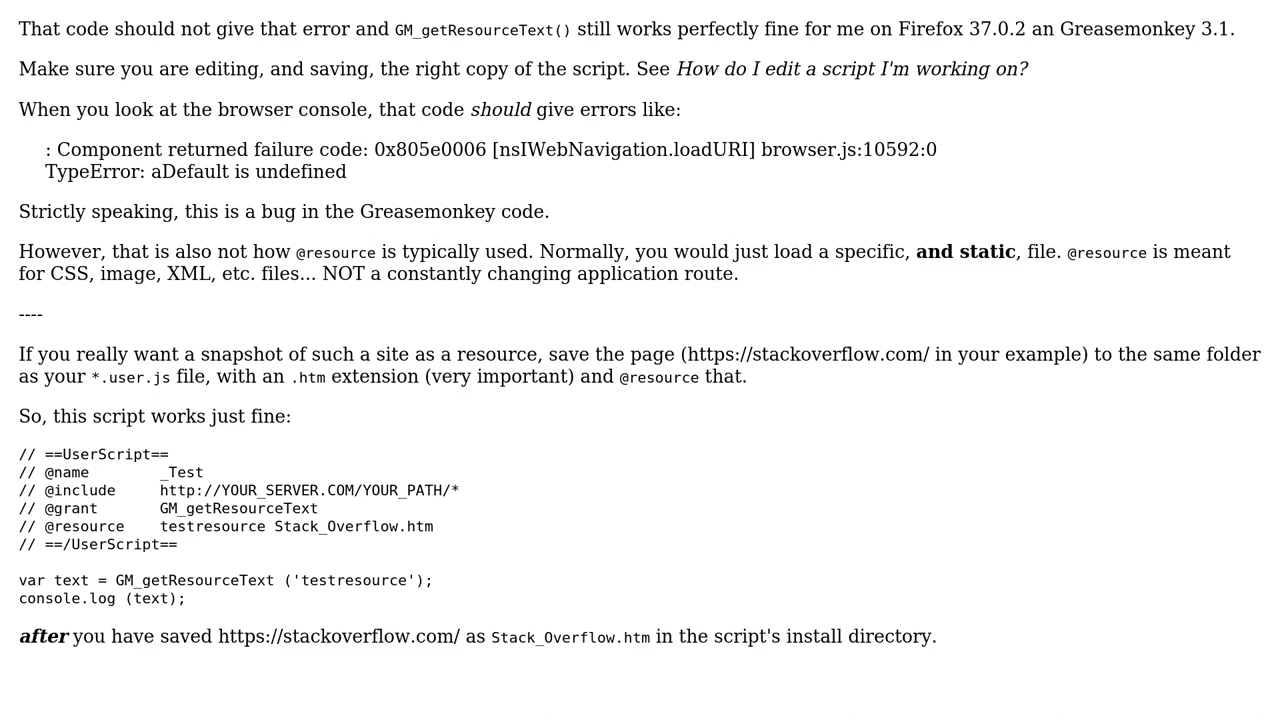 That code should not give that error and GM_getResourceText() still works perfectly fine for me on Firefox 37.0.2 an Greasemonkey 3.1.
Make sure you are editing, and saving, the right copy of the script. See How do I edit a script I'm working on?
When you look at the browser console, that code should give errors like:
: Component returned failure code: 0x805e0006 [nsIWebNavigation.loadURI] browser.js:10592:0
TypeError: aDefault is undefined
Strictly speaking, this is a bug in the Greasemonkey code.
However, that is also not how @resource is typically used. Normally, you would just load a specific, and static, file. @resource is meant
for CSS, image, XML, etc. files... NOT a constantly changing application route.
----
If you really want a snapshot of such a site as a resource, save the page (https://stackoverflow.com/ in your example) to the same folder
as your *.user.js file, with an .htm extension (very important) and @resource that.
So, this script works just fine:
// ==UserScript==
// @name        _Test
// @include     http://YOUR_SERVER.COM/YOUR_PATH/*
// @grant       GM_getResourceText
// @resource    testresource Stack_Overflow.htm
// ==/UserScript==
var text = GM_getResourceText ('testresource');
console.log (text);
after you have saved https://stackoverflow.com/ as Stack_Overflow.htm in the script's install directory.